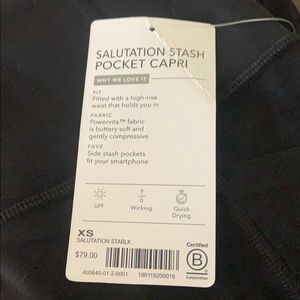 SALUTATION STASH
POCKET CAPRI
WHY WE LOVE IT
FIT
Fitted with a high-rise
waist that holds you in
FABRIC
Powervita™ fabric
is buttery soft and
gently compressive
FAVE
Side stash pockets
fit your smartphone
UPF
Wicking
Quick
Drying
XS
SALUTATION STABLK
$79.00
405640-01-2-0001 180118200018
Certified
B
Corporation